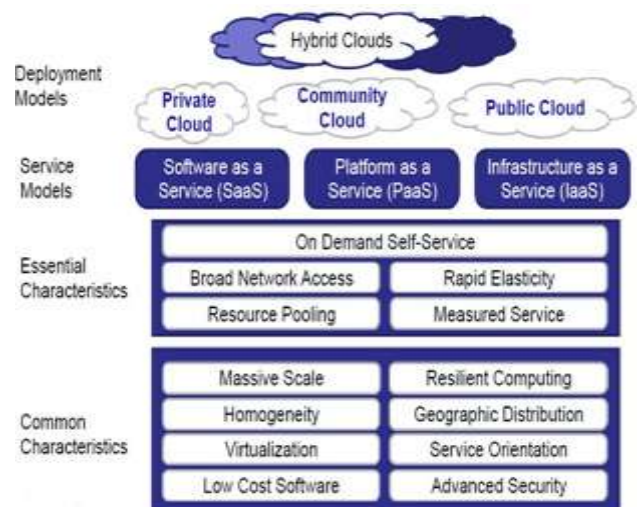 Hybrid Clouds
Deployment
Models
Private
Cloud
Community
Cloud
Public Cloud
Service
Models
Software as a
Service (SaaS)
Platform as a
Service (PaaS)
Infrastructure as a
Service (IaaS)
Essential
Characteristics
On Demand Self-Service
Broad Network Access
Rapid Elasticity
Resource Pooling
Measured Service
Common
Characteristics
Massive Scale
Resilient Computing
Homogeneity
Geographic Distribution
Virtualization
Service Orientation
Low Cost Software
Advanced Security